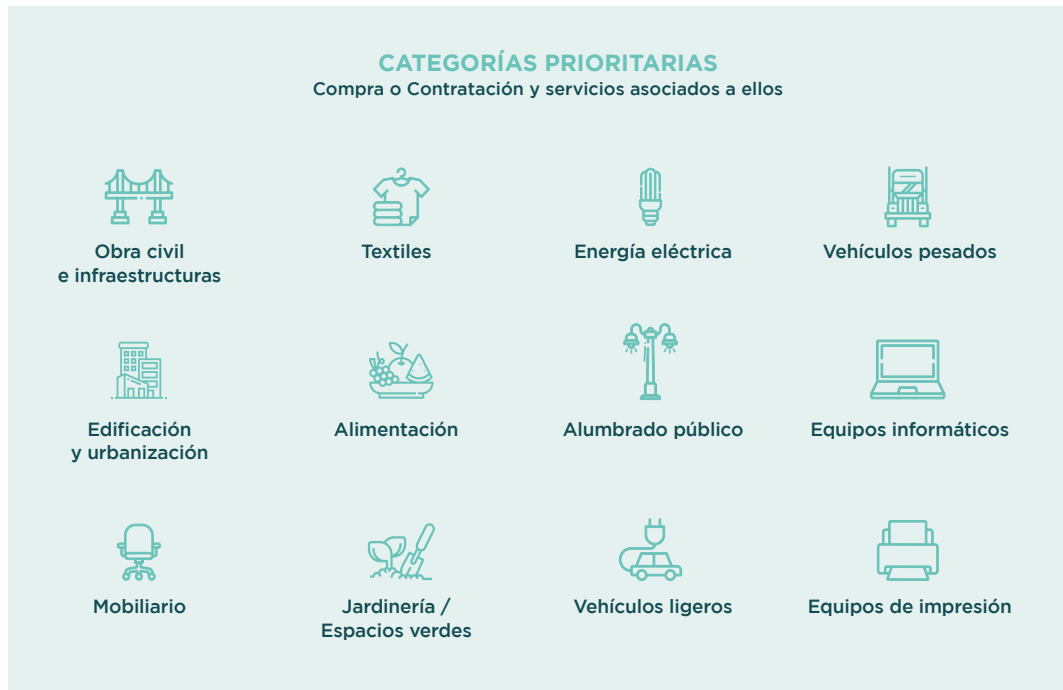 CATEGORÍAS PRIORITARIAS
Compra o Contratación y servicios asociados a ellos
Obra civil
e infraestructuras
Textiles
Energía eléctrica
Vehículos pesados
Edificación
y urbanización
Alimentación
Alumbrado público
Equipos informáticos
Mobiliario
Jardinería /
Espacios verdes
Vehículos ligeros
Equipos de impresión